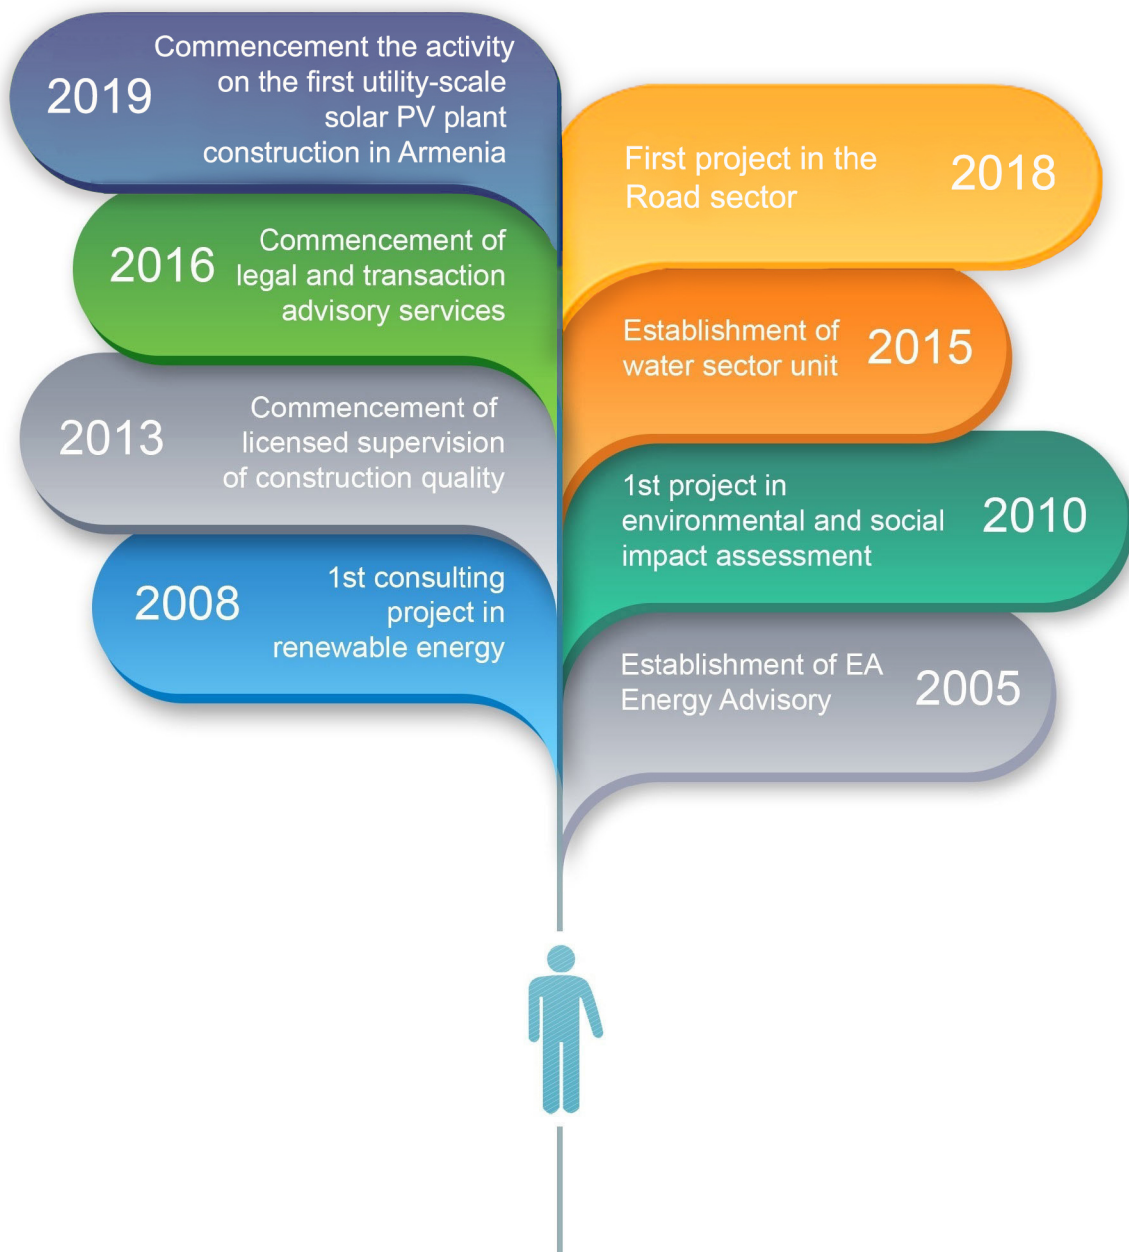 2019
Commencement the activity
on the first utility-scale
solar PV plant
construction in Armenia
First project in the
Road sector
2018
2016
Commencement of
legal and transaction
advisory services
Establishment of
water sector unit
2015
2013
Commencement of
licensed supervision
of construction quality
1st project in
environmental and social
impact assessment
2010
2008
1st consulting
project in
renewable energy
Establishment of EA
Energy Advisory
2005